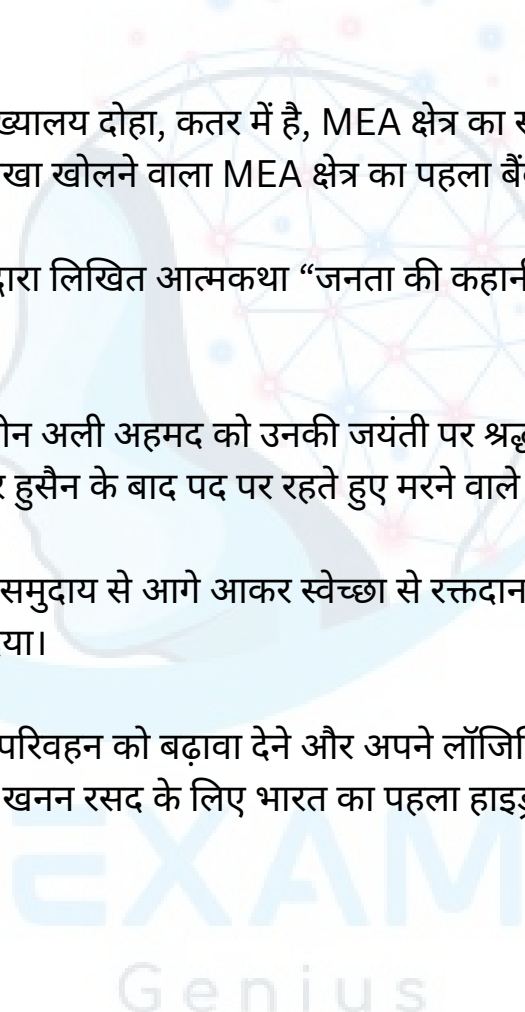 ख्यालय दोहा, कतर में है, MEA क्षेत्र का स
खा खोलने वाला MEA क्षेत्र का पहला बैं
द्वारा लिखित आत्मकथा “जनता की कहानी
ीन अली अहमद को उनकी जयंती पर श्रद्ध
र हुसैन के बाद पद पर रहते हुए मरने वाले
समुदाय से आगे आकर स्वेच्छा से रक्तदान
या।
परिवहन को बढ़ावा देने और अपने लॉजि
खनन रसद के लिए भारत का पहला हाइड्र
EXAM
Genius